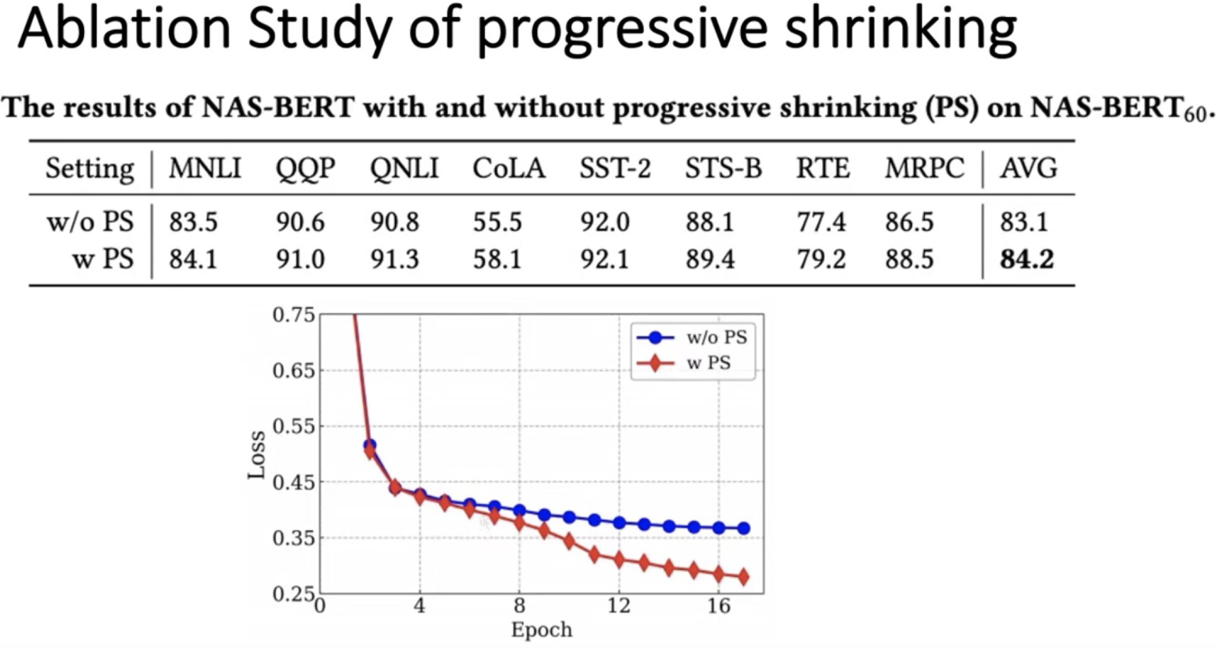 Ablation Study of progressive shrinking
The results of NAS-BERT with and without progressive shrinking (PS) on NAS-BERT60.
Setting MNLI QQP QNLI CoLA SST-2 STS-B RTE MRPC AVG
w/o PS 83.5 90.6 90.8 55.5 92.0 88.1 77.4 86.5 83.1
w PS 84.1 91.0 91.3 58.1 92.1 89.4 79.2 88.5 84.2
0.75
w/o PS
w PS
0.65
0.55
Loss
0.45
0.35
0.25
0 4 8 12 16
Epoch